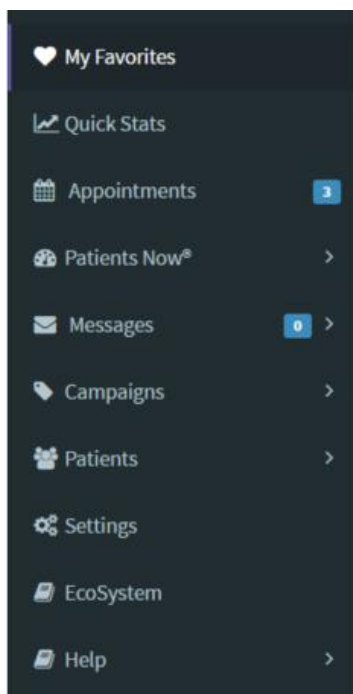 My Favorites
Quick Stats
Appointments 3
Patients Now®
Messages 0
Campaigns
Patients
Settings
EcoSystem
Help